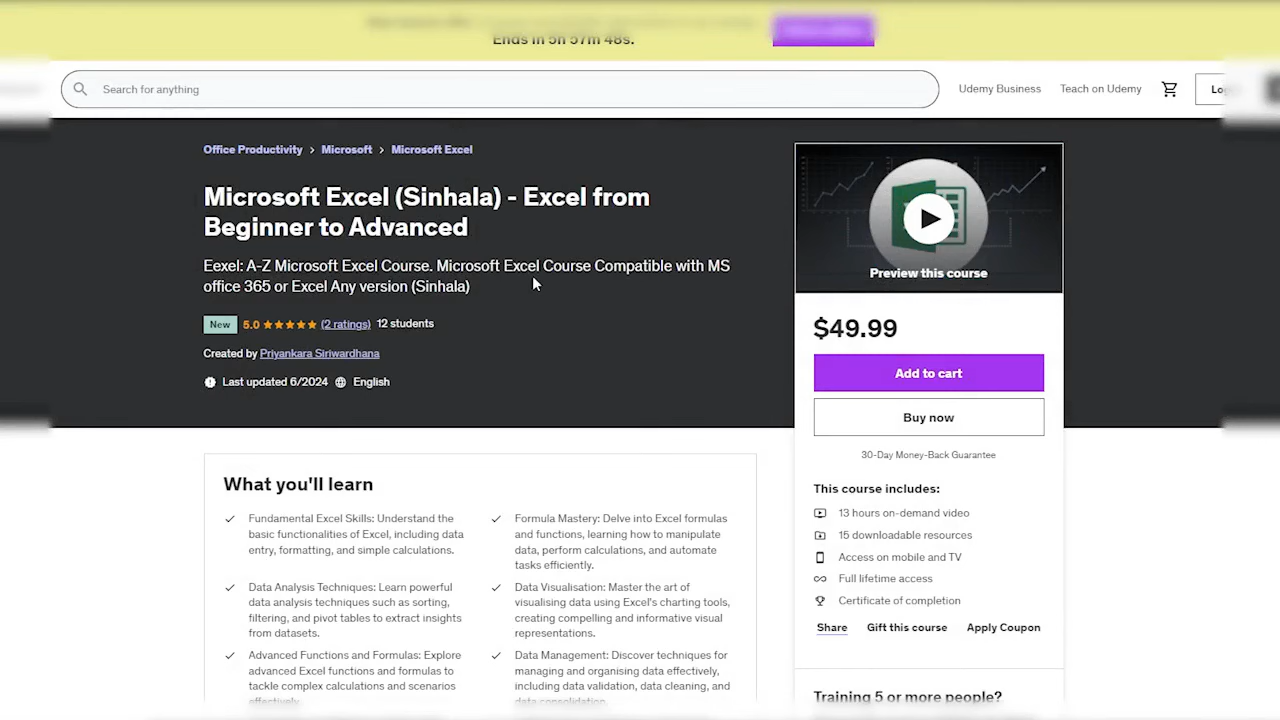 Ends in 5h 57m 48s.
Search for anything
Udemy Business
Teach on Udemy
Office Productivity > Microsoft > Microsoft Excel
Microsoft Excel (Sinhala) - Excel from
Beginner to Advanced
Eexel: A-Z Microsoft Excel Course. Microsoft Excel Course Compatible with MS
office 365 or Excel Any version (Sinhala)
New 5.0 (2 ratings) 12 students
Created by Priyankara Siriwardhana
Last updated 6/2024 English
Preview this course
$49.99
Add to cart
Buy now
30-Day Money-Back Guarantee
This course includes:
13 hours on-demand video
15 downloadable resources
Access on mobile and TV
Full lifetime access
Certificate of completion
Share Gift this course Apply Coupon
Training 5 or more people?
What you'll learn
Fundamental Excel Skills: Understand the
basic functionalities of Excel, including data
entry, formatting, and simple calculations.
Formula Mastery: Delve into Excel formulas
and functions, learning how to manipulate
data, perform calculations, and automate
tasks efficiently.
Data Analysis Techniques: Learn powerful
data analysis techniques such as sorting,
filtering, and pivot tables to extract insights
from datasets.
Data Visualisation: Master the art of
visualising data using Excel's charting tools,
creating compelling and informative visual
representations.
Advanced Functions and Formulas: Explore
advanced Excel functions and formulas to
tackle complex calculations and scenarios
effectively.
Data Management: Discover techniques for
managing and organising data effectively,
including data validation, data cleaning, and
data consolidation.